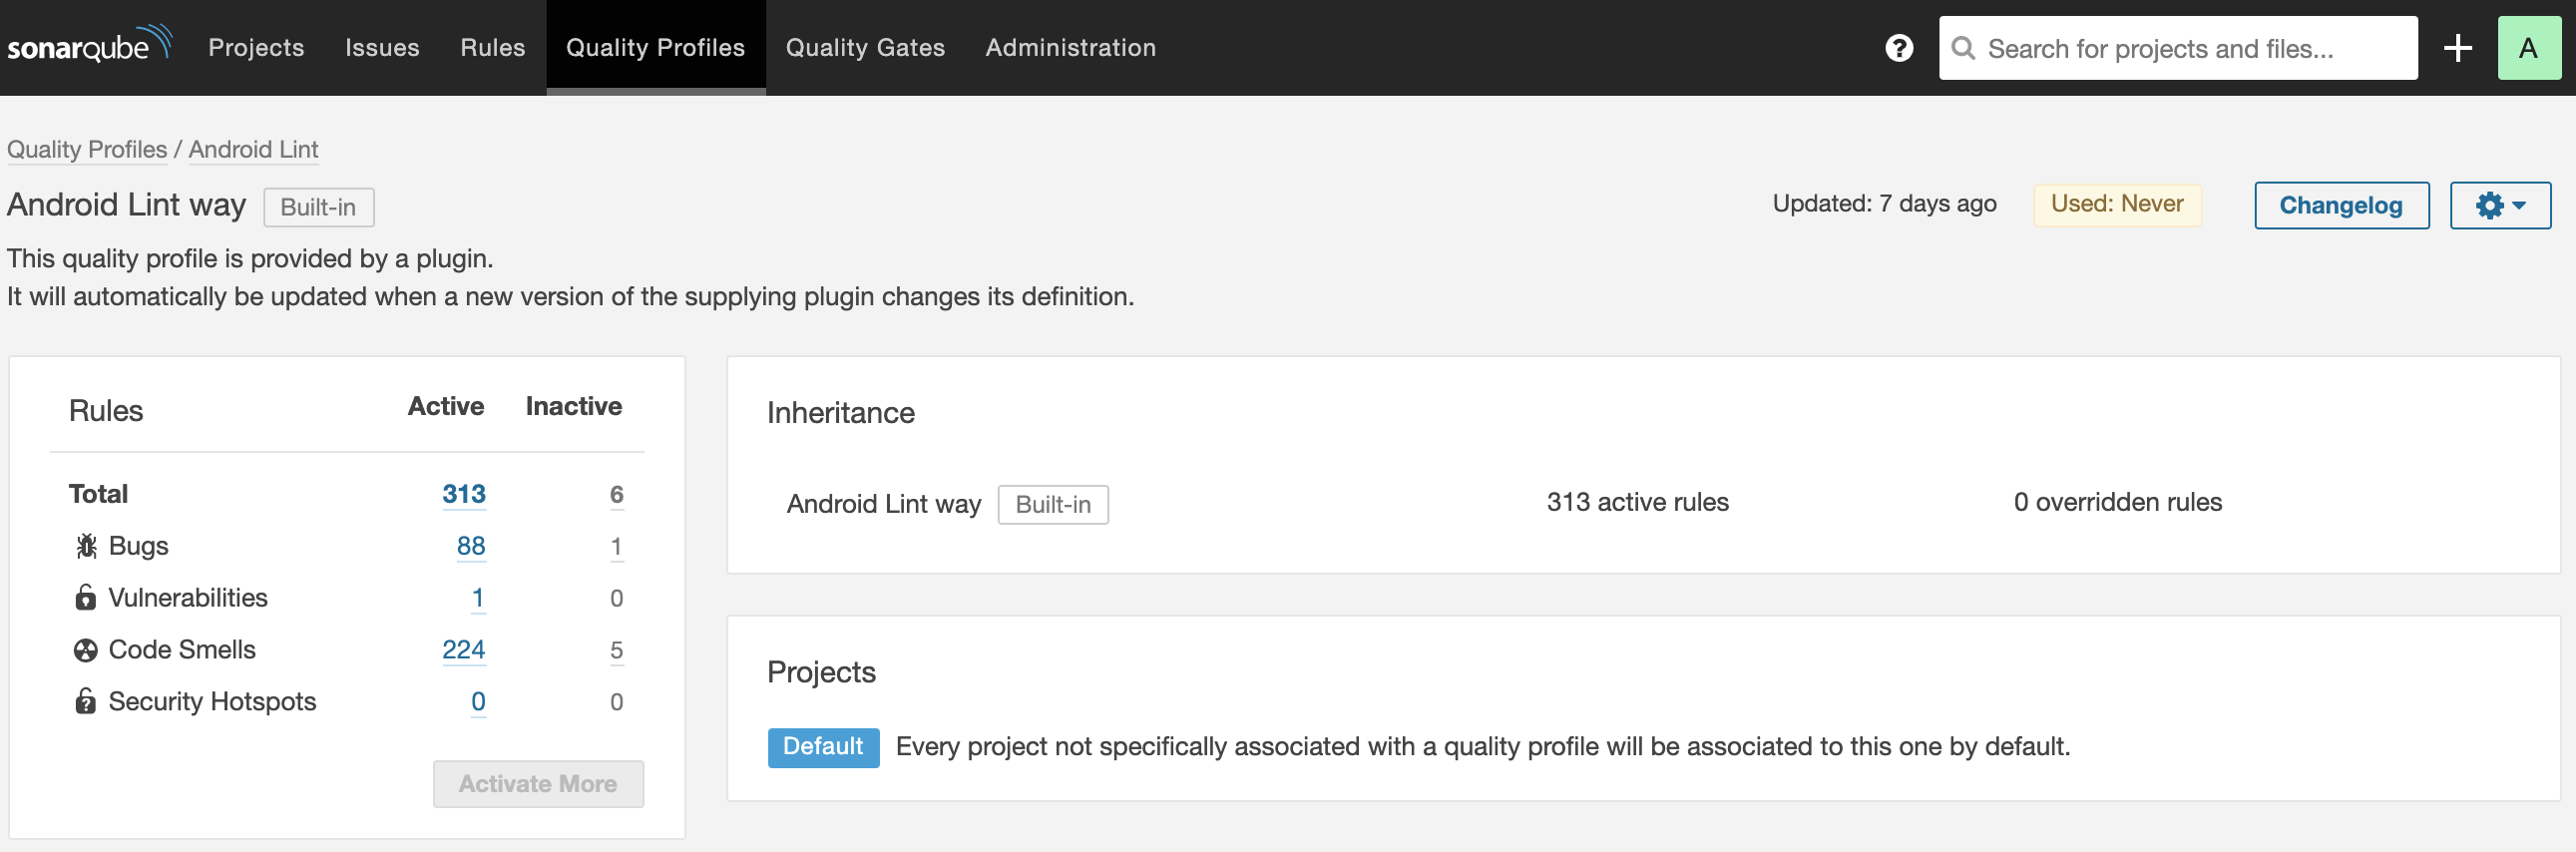 sonarqube Projects Issues Rules Quality Profiles Quality Gates Administration ? Search for projects and files... + A
Quality Profiles / Android Lint
Android Lint way Built-in Updated: 7 days ago Used: Never Changelog
This quality profile is provided by a plugin.
It will automatically be updated when a new version of the supplying plugin changes its definition.
Rules Active Inactive
Total 313 6
Bugs 88 1
Vulnerabilities 1 0
Code Smells 224 5
Security Hotspots 0 0
Activate More
Inheritance
Android Lint way Built-in 313 active rules 0 overridden rules
Projects
Default Every project not specifically associated with a quality profile will be associated to this one by default.